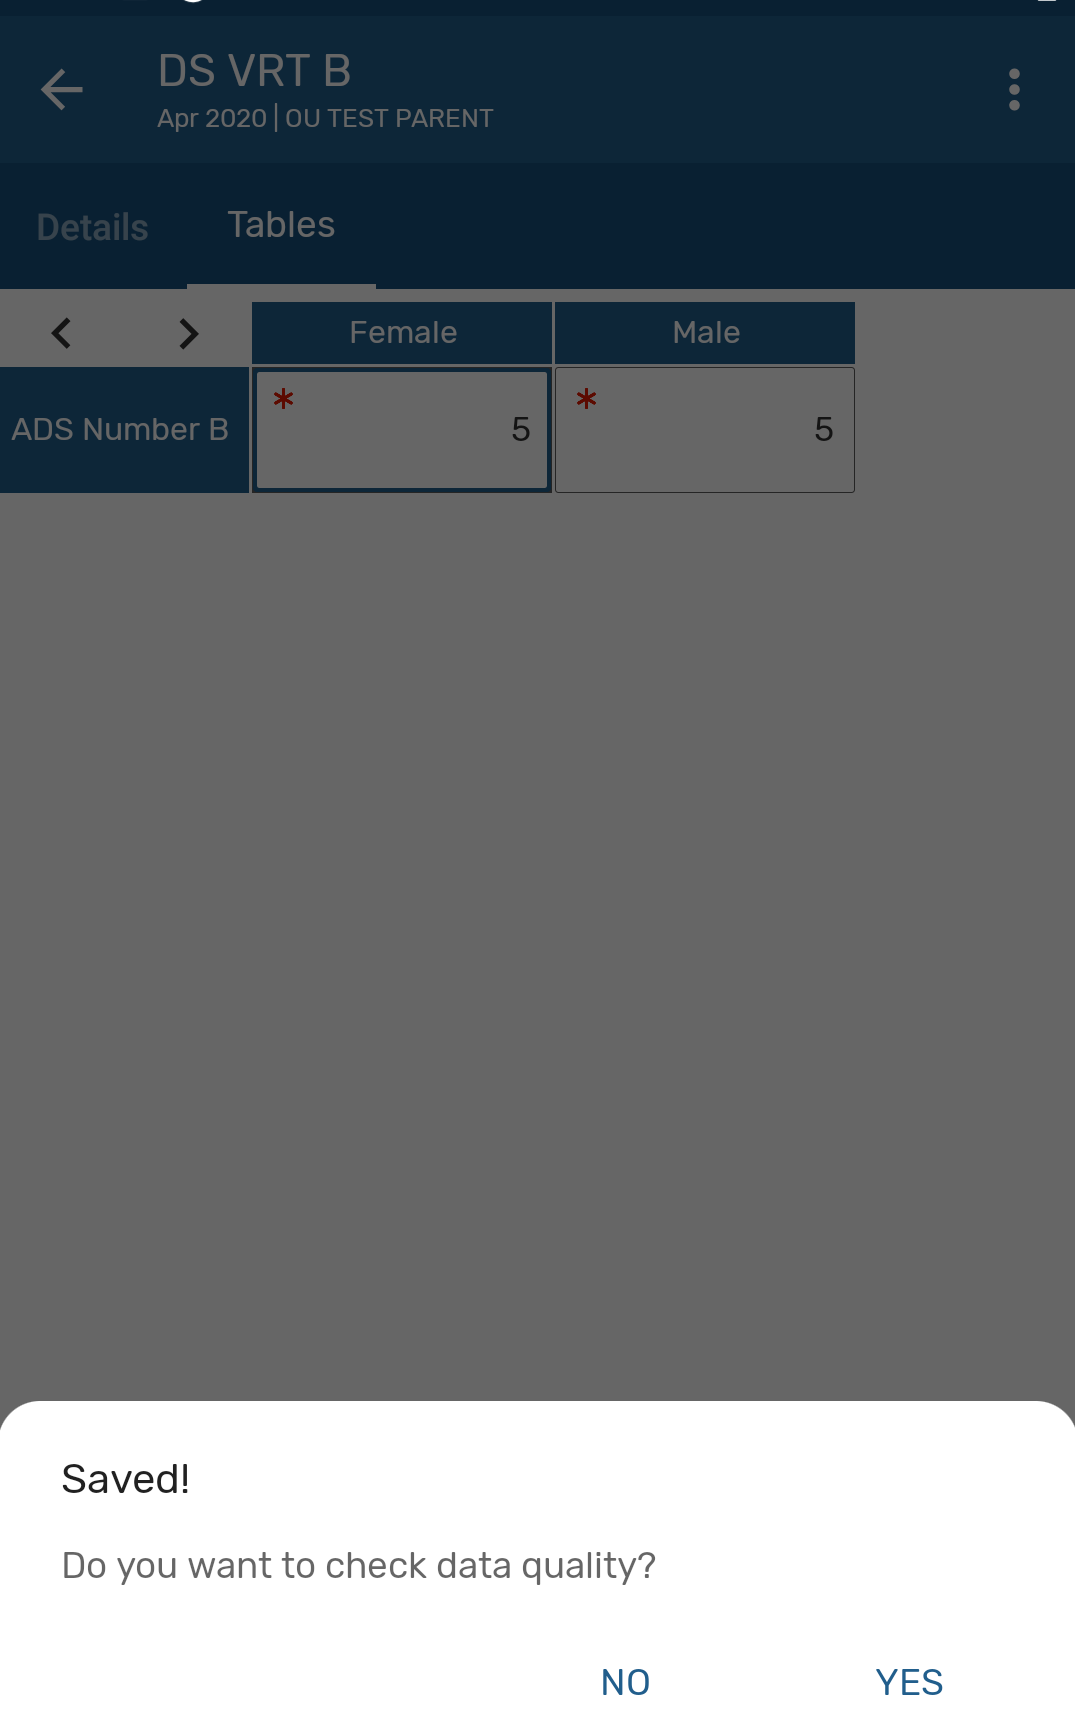 DS VRT B
Apr 2020 | OU TEST PARENT
Details Tables
Female Male
ADS Number B * 5 * 5
Saved!
Do you want to check data quality?
NO YES